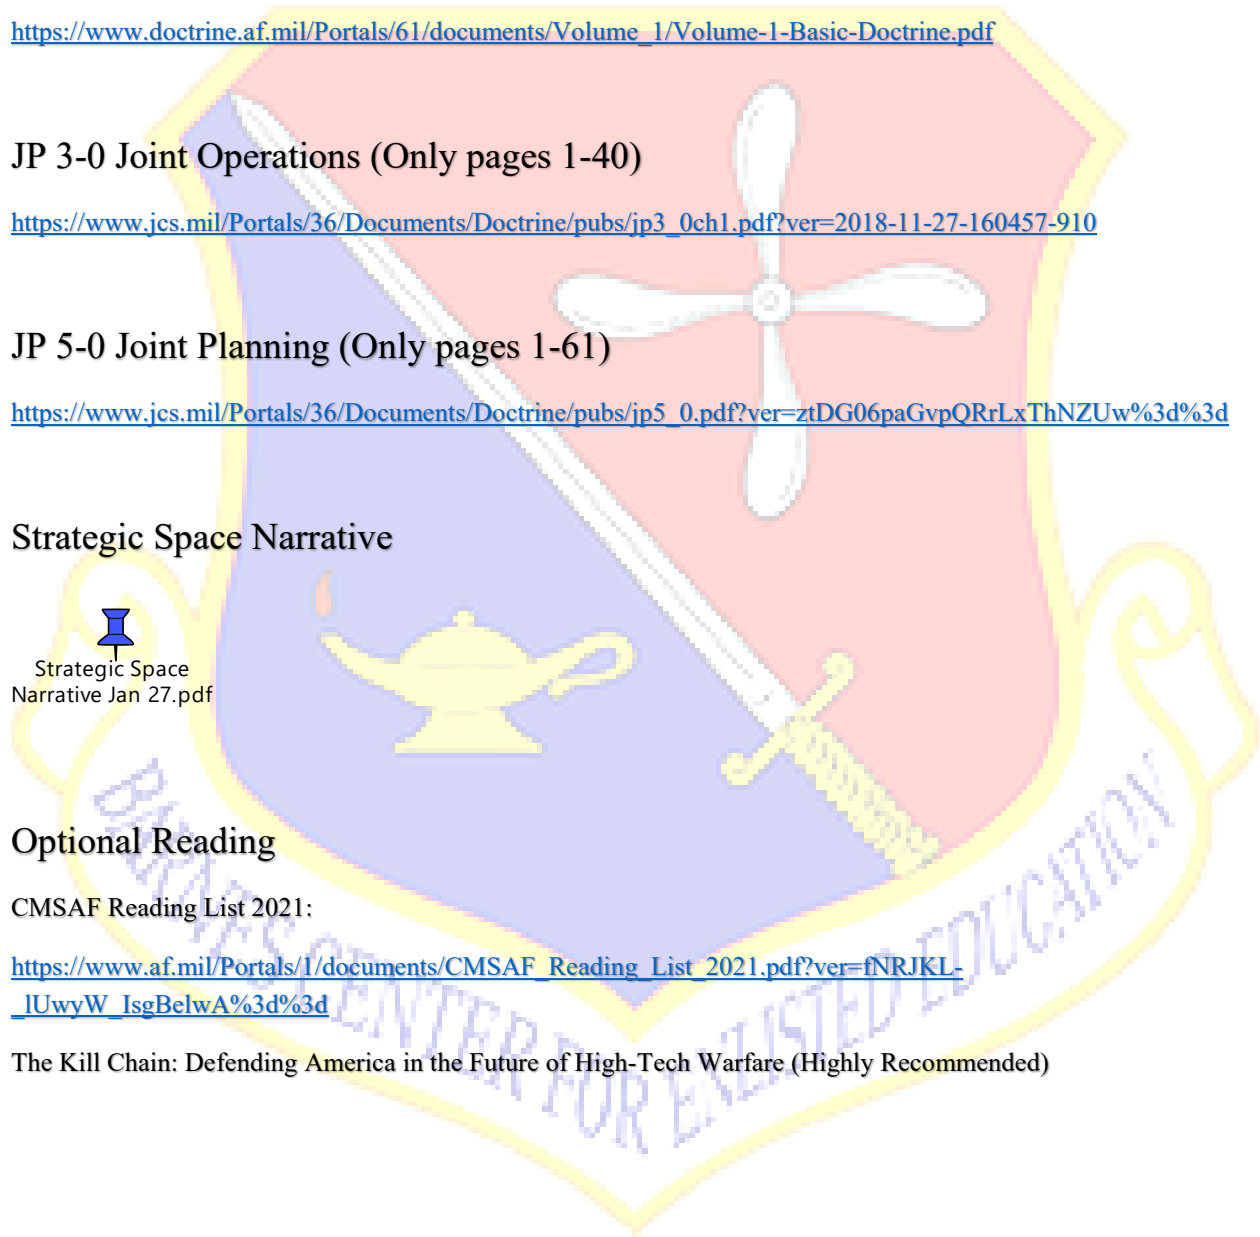 https://www.doctrine.af.mil/Portals/61/documents/Volume_1/Volume-1-Basic-Doctrine.pdf
JP 3-0 Joint Operations (Only pages 1-40)
https://www.jcs.mil/Portals/36/Documents/Doctrine/pubs/jp3_0ch1.pdf?ver=2018-11-27-160457-910
JP 5-0 Joint Planning (Only pages 1-61)
https://www.jcs.mil/Portals/36/Documents/Doctrine/pubs/jp5_0.pdf?ver=ztDG06paGvpQRrLxThNZUw%3d%3d
Strategic Space Narrative
Strategic Space
Narrative Jan 27.pdf
Optional Reading
CMSAF Reading List 2021:
https://www.af.mil/Portals/1/documents/CMSAF_Reading_List_2021.pdf?ver=fNRJKL-
_lUwyW_IsgBelwA%3d%3d
The Kill Chain: Defending America in the Future of High-Tech Warfare (Highly Recommended)
BARNES CENTER FOR ENLISTED EDUCATION